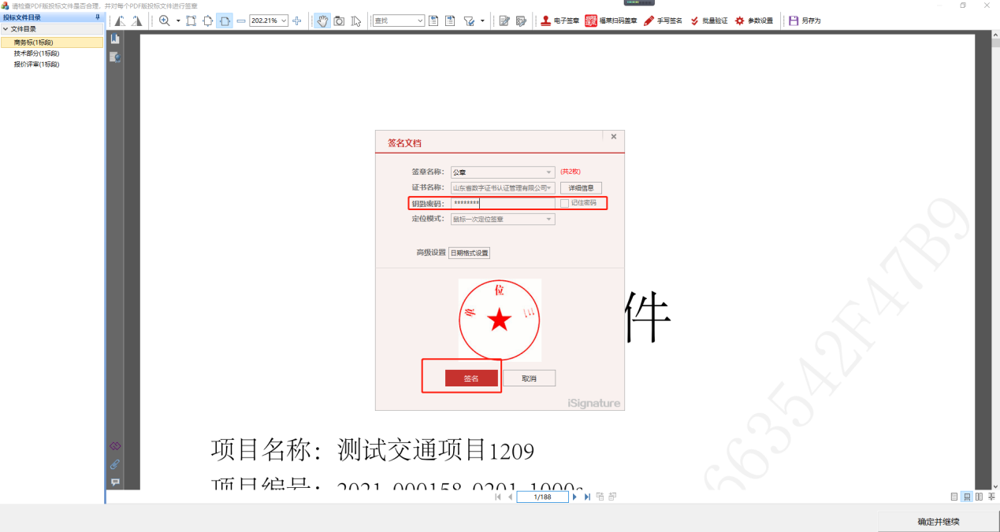 请检查PDF版投标文件是否合理，并对每个PDF版投标文件进行签章
投标文件目录
文件目录
商务标(1标段)
技术部分(1标段)
报价评审(1标段)
202.21%
查找
电子签章
福莱扫码盖章
手写签名
批量验证
参数设置
另存为
签名文档
签章名称：
公章
(共2枚)
证书名称：
山东省数字证书认证管理有限公司
详细信息
钥匙密码：
********
记住密码
定位模式：
鼠标一次定位签章
高级设置
日期格式设置
单位
签名
取消
iSignature
件
项目名称：测试交通项目1209
项目编号：2021-000158-0201-1000s
663542F47B9
1/188
确定并继续